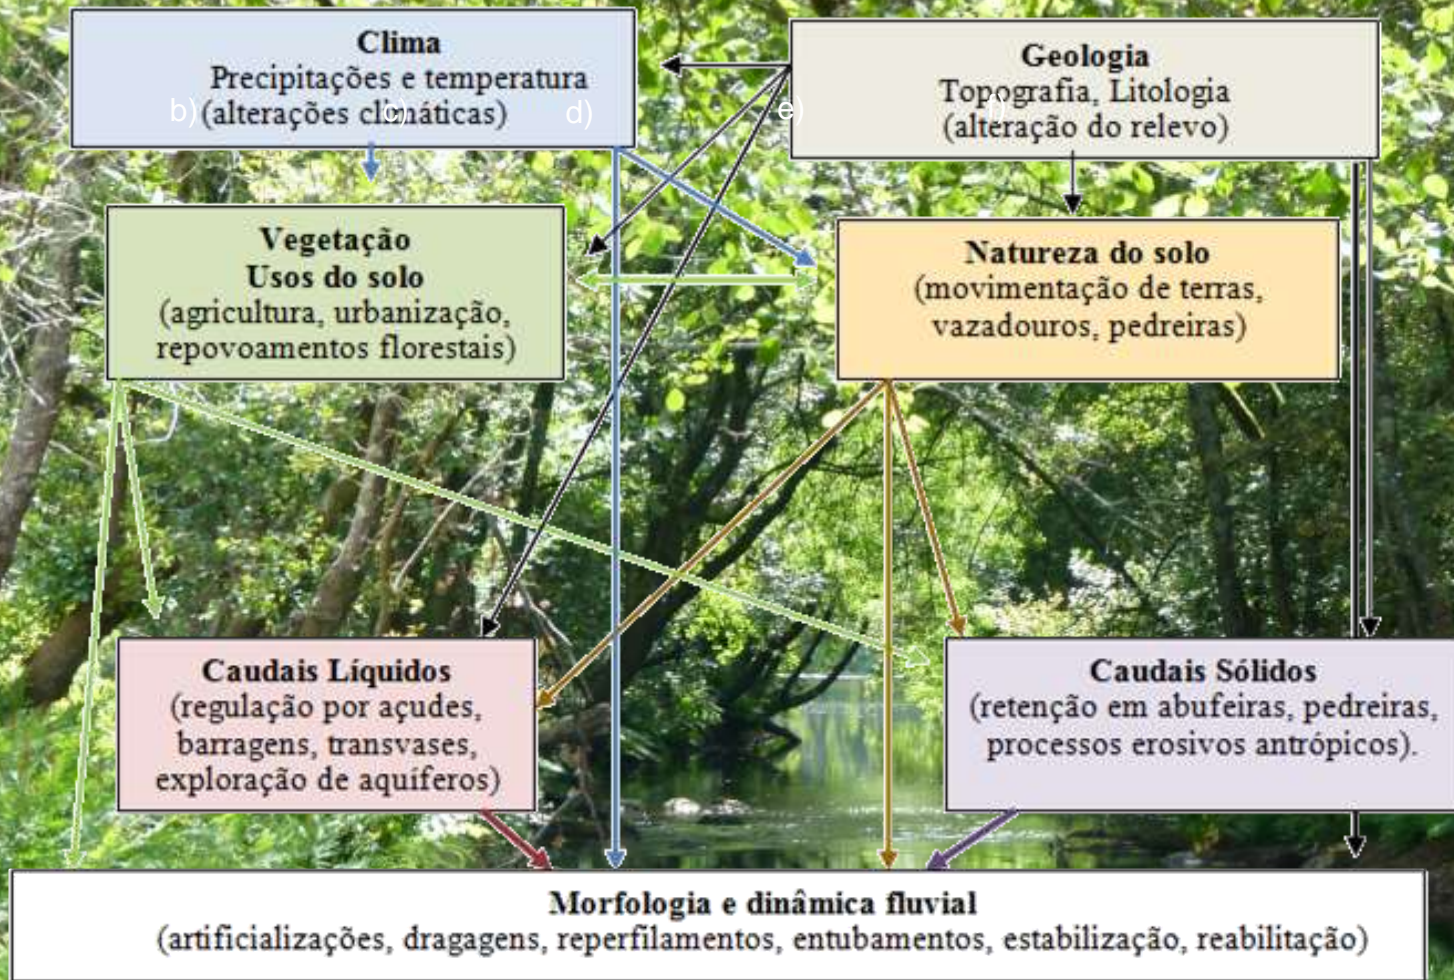 Clima
Precipitações e temperatura
(alterações climáticas)
b)
c)
d)
e)
f)
Geologia
Topografia, Litologia
(alteração do relevo)
Vegetação
Usos do solo
(agricultura, urbanização,
repovoamentos florestais)
Natureza do solo
(movimentação de terras,
vazadouros, pedreiras)
Caudais Líquidos
(regulação por açudes,
barragens, transvases,
exploração de aquíferos)
Caudais Sólidos
(retenção em abufeiras, pedreiras,
processos erosivos antrópicos).
Morfologia e dinâmica fluvial
(artificializações, dragagens, reperfilamentos, entubamentos, estabilização, reabilitação)